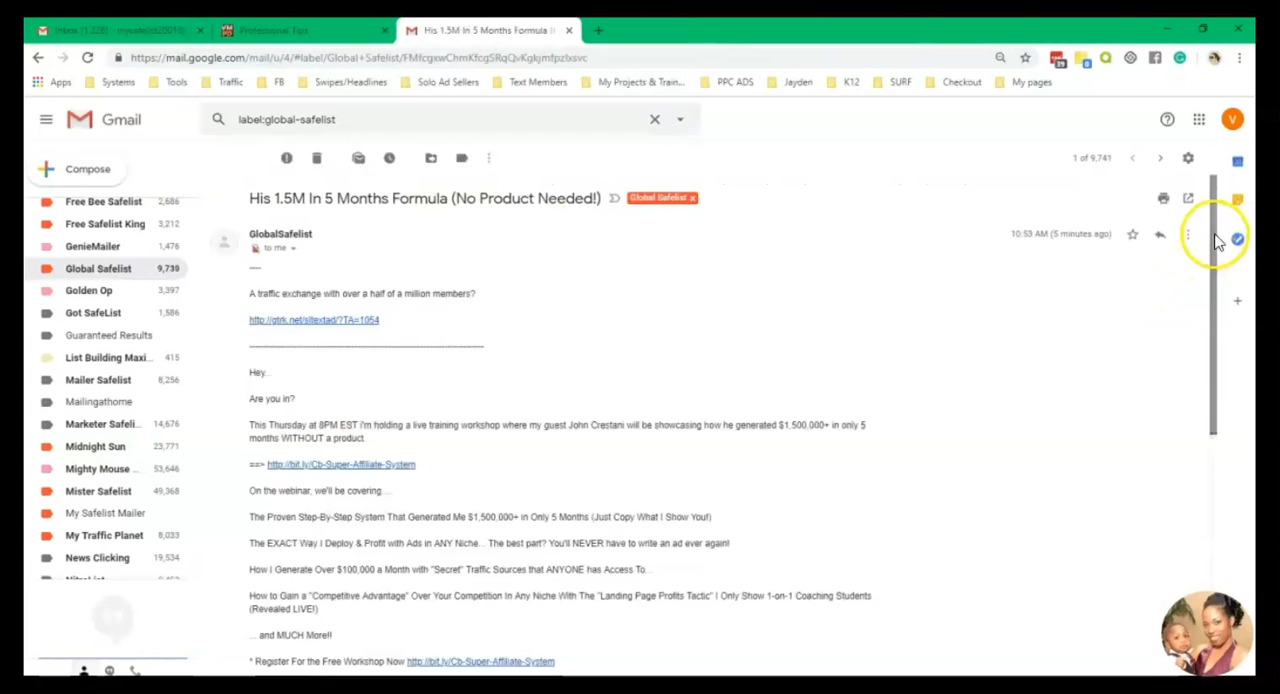 Inbox (1,328) - mysafelists2001
Professional Tips
His 1.5M In 5 Months Formula
https://mail.google.com/mail/u/4/#label/Global+Safelist/
Apps
Systems
Tools
Traffic
FB
Swipes/Headlines
Solo Ad Sellers
Text Members
My Projects & Train...
PPC ADS
Jayden
K12
SURF
Checkout
My pages
Gmail
label:global-safelist
V
Compose
1 of 9,741
Free Bee Safelist 2,686
Free Safelist King 3,212
GenieMailer 1,476
Global Safelist 9,739
Golden Op 3,397
Got SafeList 1,586
Guaranteed Results
List Building Maxi... 415
Mailer Safelist 8,256
Mailingathome
Marketer Safeli... 14,676
Midnight Sun 23,771
Mighty Mouse ... 53,646
Mister Safelist 49,368
My Safelist Mailer
My Traffic Planet 8,033
News Clicking 19,534
His 1.5M In 5 Months Formula (No Product Needed!) Global Safelist x
GlobalSafelist
10:53 AM (5 minutes ago)
to me
----
A traffic exchange with over a half of a million members?
http://gtrk.net/sltextad/?TA=1054
Hey..
Are you in?
This Thursday at 8PM EST i'm holding a live training workshop where my guest John Crestani will be showcasing how he generated $1,500,000+ in only 5
months WITHOUT a product.
==> http://bit.ly/Cb-Super-Affiliate-System
On the webinar, we'll be covering....
The Proven Step-By-Step System That Generated Me $1,500,000+ in Only 5 Months (Just Copy What I Show You!)
The EXACT Way I Deploy & Profit with Ads in ANY Niche... The best part? You'll NEVER have to write an ad ever again!
How I Generate Over $100,000 a Month with "Secret" Traffic Sources that ANYONE has Access To...
How to Gain a "Competitive Advantage" Over Your Competition In Any Niche With The "Landing Page Profits Tactic" I Only Show 1-on-1 Coaching Students
(Revealed LIVE!)
... and MUCH More!!
* Register For the Free Workshop Now http://bit.ly/Cb-Super-Affiliate-System